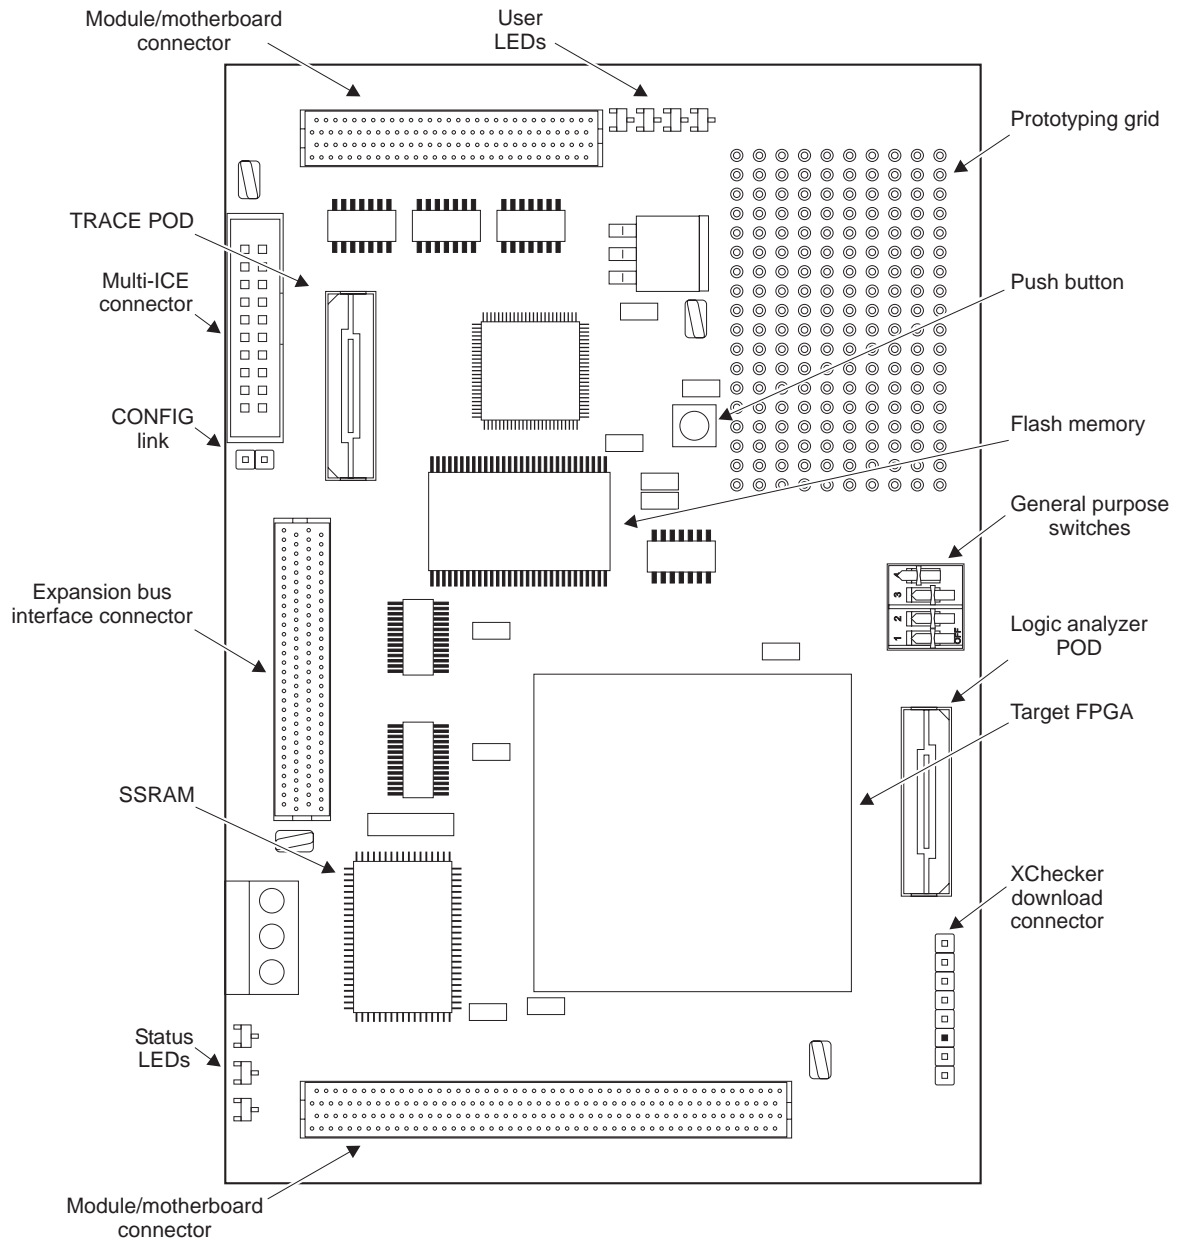 Module/motherboard
connector
User
LEDs
Prototyping grid
TRACE POD
Multi-ICE
connector
Push button
CONFIG
link
Flash memory
General purpose
switches
4
3
2
1
OFF
Expansion bus
interface connector
Logic analyzer
POD
Target FPGA
SSRAM
XChecker
download
connector
Status
LEDs
Module/motherboard
connector